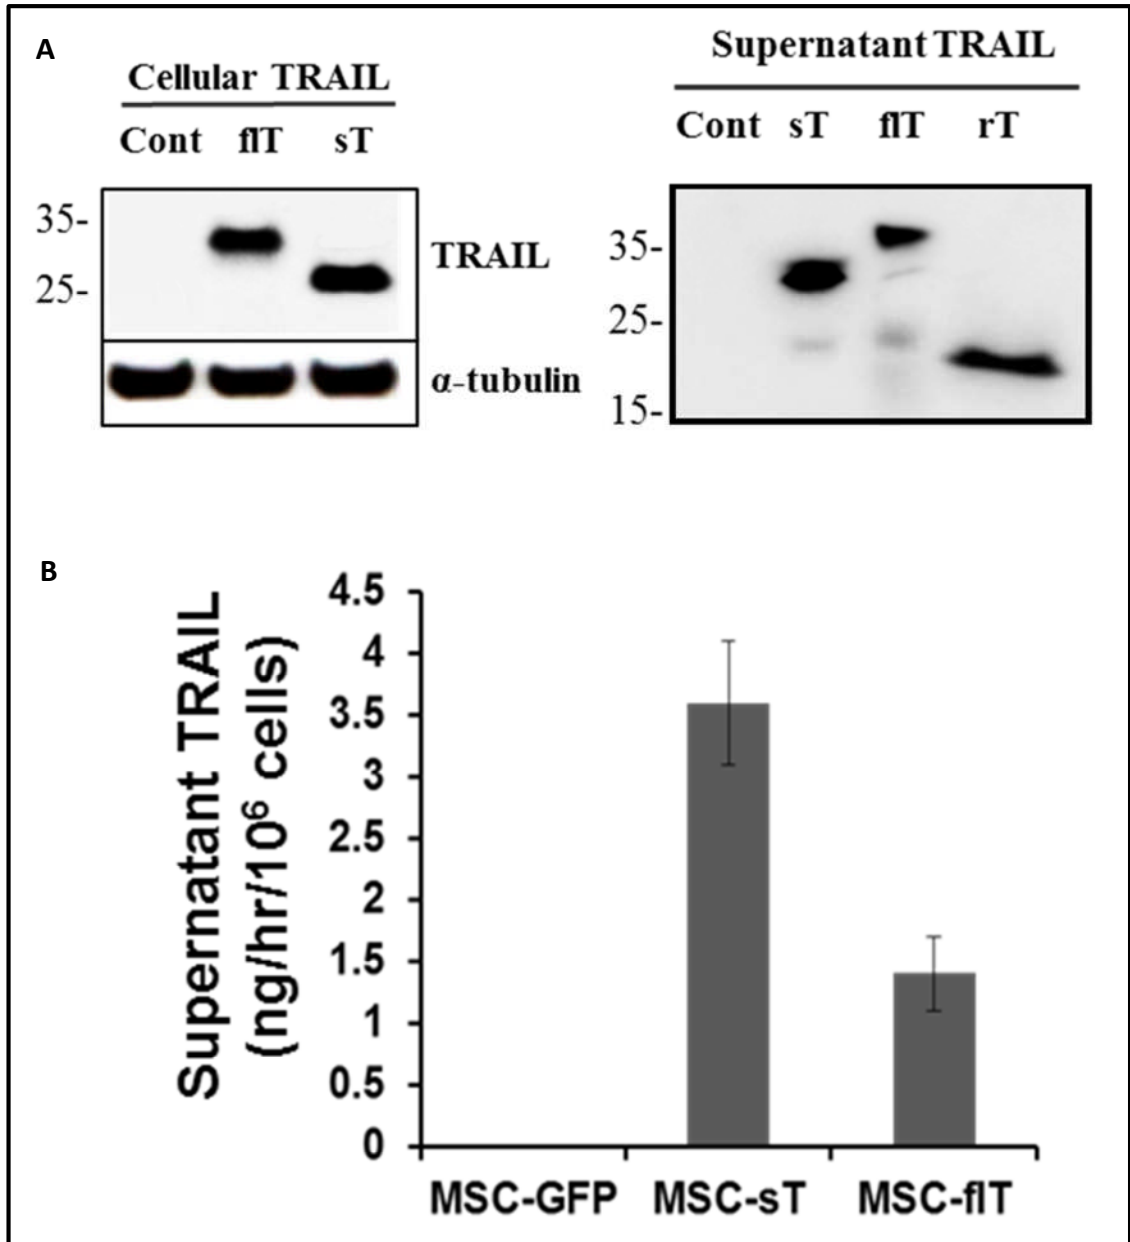 A
Cellular TRAIL
Cont flT sT
35-
25-
TRAIL
α-tubulin
Supernatant TRAIL
Cont sT flT rT
35-
25-
15-
B
Supernatant TRAIL
(ng/hr/10⁶ cells)
4.5
4
3.5
3
2.5
2
1.5
1
0.5
0
MSC-GFP MSC-sT MSC-flT